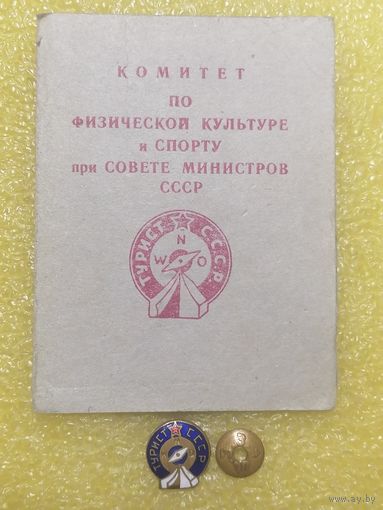 КОМИТЕТ
ПО
ФИЗИЧЕСКОЙ КУЛЬТУРЕ
и СПОРТУ
при СОВЕТЕ МИНИСТРОВ
СССР
ТУРИСТ СССР
N
W O
ТУРИСТ СССР
www.ay.by